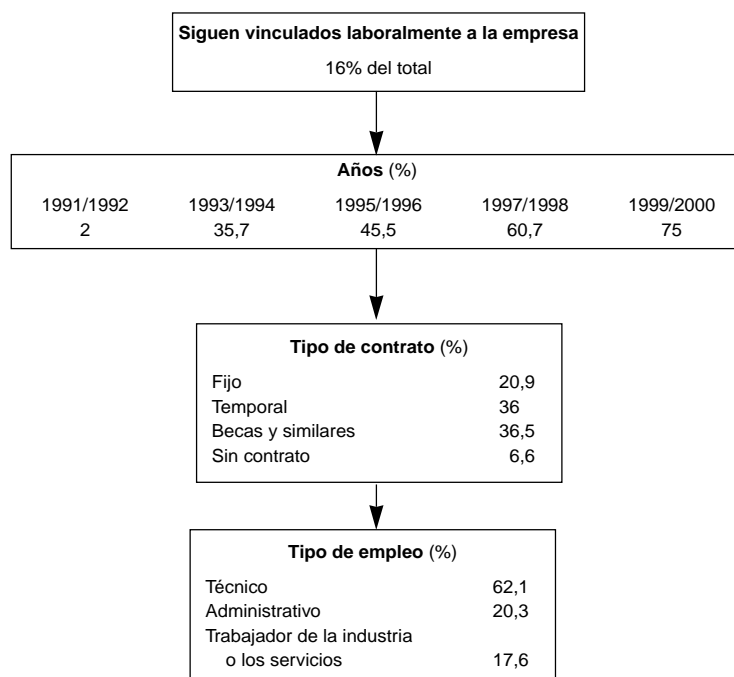 Siguen vinculados laboralmente a la empresa
16% del total
Años (%)
1991/1992 1993/1994 1995/1996 1997/1998 1999/2000
2 35,7 45,5 60,7 75
Tipo de contrato (%)
Fijo 20,9
Temporal 36
Becas y similares 36,5
Sin contrato 6,6
Tipo de empleo (%)
Técnico 62,1
Administrativo 20,3
Trabajador de la industria
o los servicios 17,6